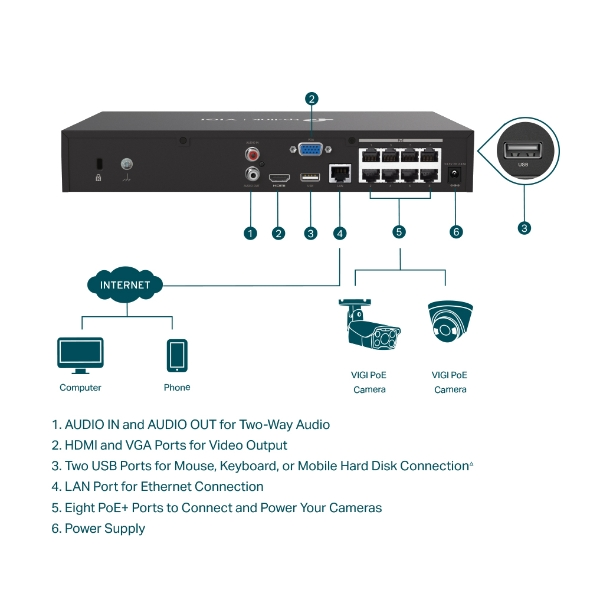 2
USB
3
1
2
3
4
5
6
INTERNET
Computer
Phone
VIGI PoE
Camera
VIGI PoE
Camera
1. AUDIO IN and AUDIO OUT for Two-Way Audio
2. HDMI and VGA Ports for Video Output
3. Two USB Ports for Mouse, Keyboard, or Mobile Hard Disk Connection
4. LAN Port for Ethernet Connection
5. Eight PoE+ Ports to Connect and Power Your Cameras
6. Power Supply